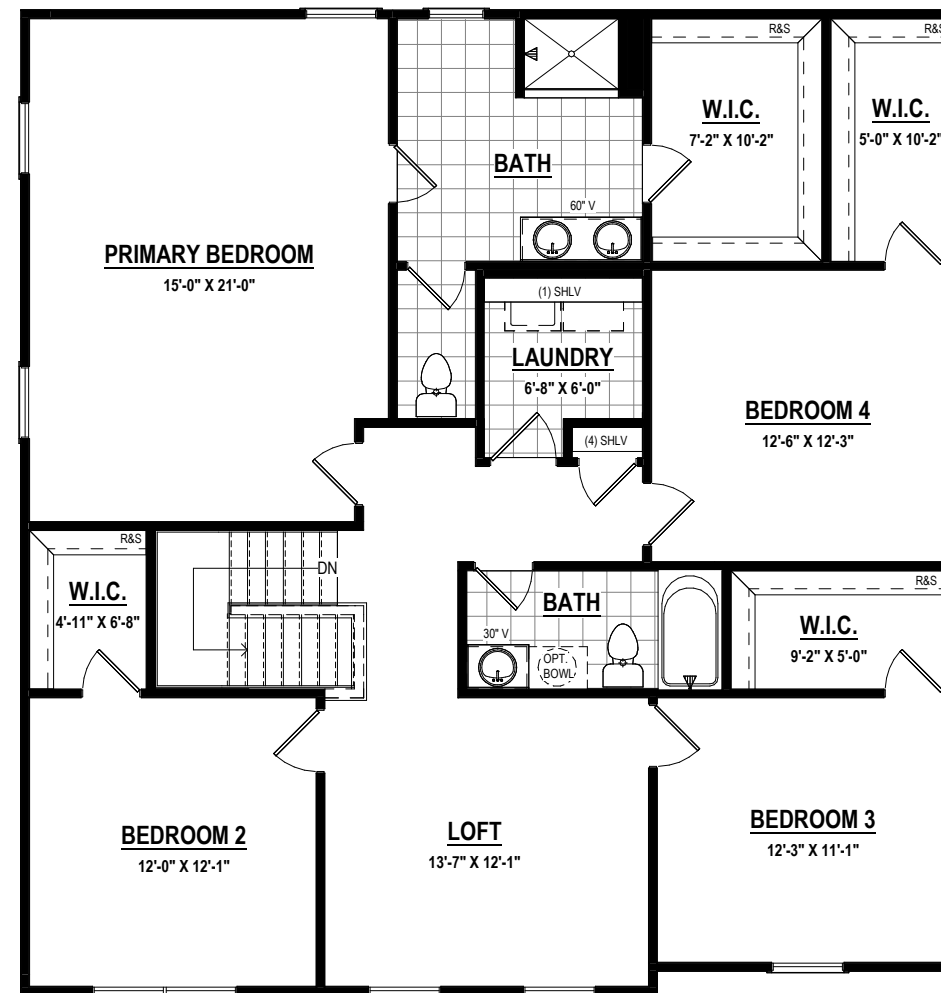 R&S
R&S
W.I.C.
7'-2" X 10'-2"
W.I.C.
5'-0" X 10'-2"
BATH
60" V
PRIMARY BEDROOM
15'-0" X 21'-0"
(1) SHLV
LAUNDRY
6'-8" X 6'-0"
BEDROOM 4
12'-6" X 12'-3"
(4) SHLV
R&S
W.I.C.
4'-11" X 6'-8"
DN
BATH
30" V
OPT.
BOWL
R&S
W.I.C.
9'-2" X 5'-0"
BEDROOM 2
12'-0" X 12'-1"
LOFT
13'-7" X 12'-1"
BEDROOM 3
12'-3" X 11'-1"